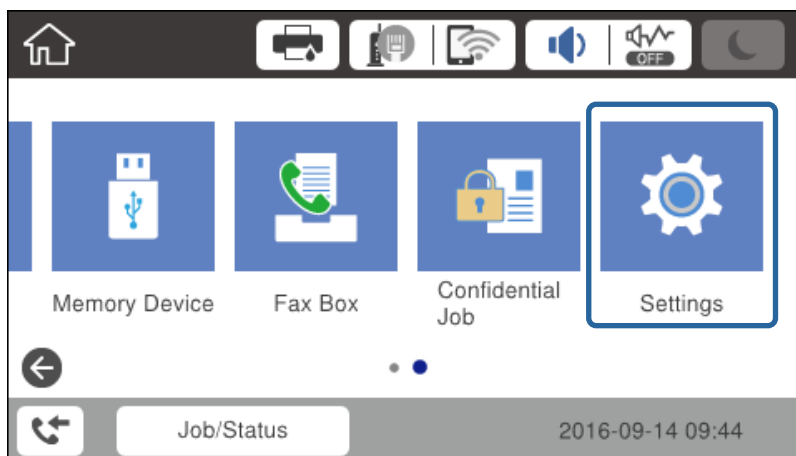 OFF
Memory Device
Fax Box
Confidential
Job
Settings
Job/Status
2016-09-14 09:44